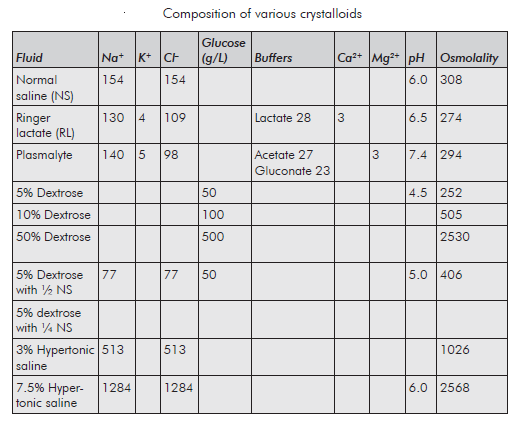 Composition of various crystalloids
Fluid Na+ K+ Cl- Glucose (g/L) Buffers Ca2+ Mg2+ pH Osmolality
Normal saline (NS) 154 154 6.0 308
Ringer lactate (RL) 130 4 109 Lactate 28 3 6.5 274
Plasmalyte 140 5 98 Acetate 27 Gluconate 23 3 7.4 294
5% Dextrose 50 4.5 252
10% Dextrose 100 505
50% Dextrose 500 2530
5% Dextrose with ½ NS 77 77 50 5.0 406
5% dextrose with ¼ NS
3% Hypertonic saline 513 513 1026
7.5% Hyper-tonic saline 1284 1284 6.0 2568